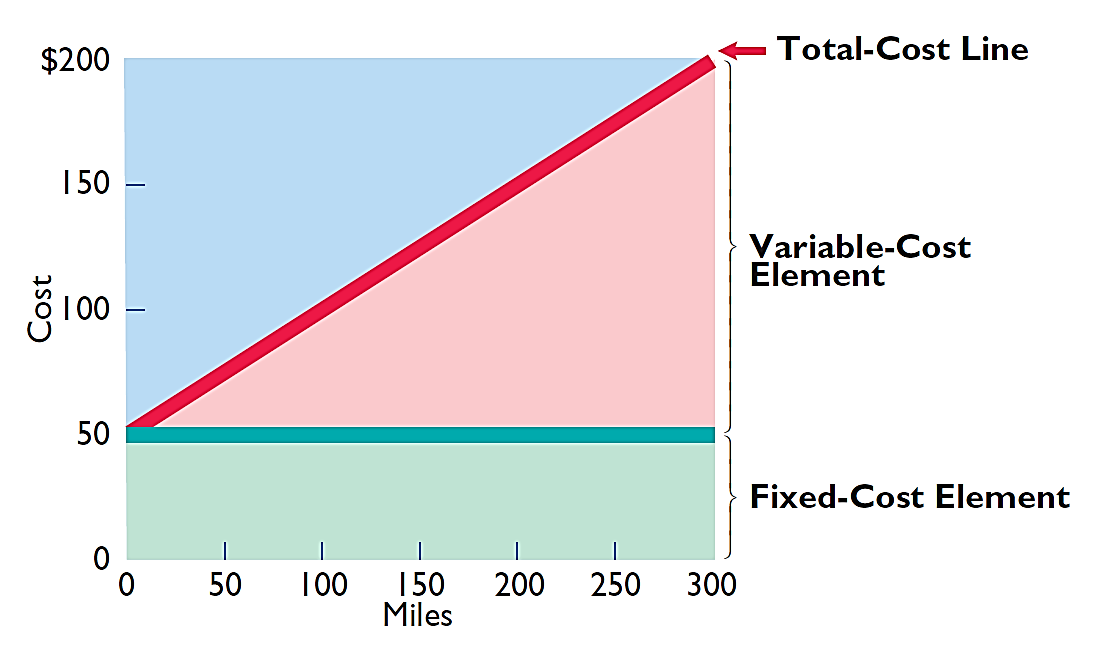 $200
Total-Cost Line
150
Variable-Cost
Element
100
Cost
50
Fixed-Cost Element
0
0 50 100 150 200 250 300
Miles